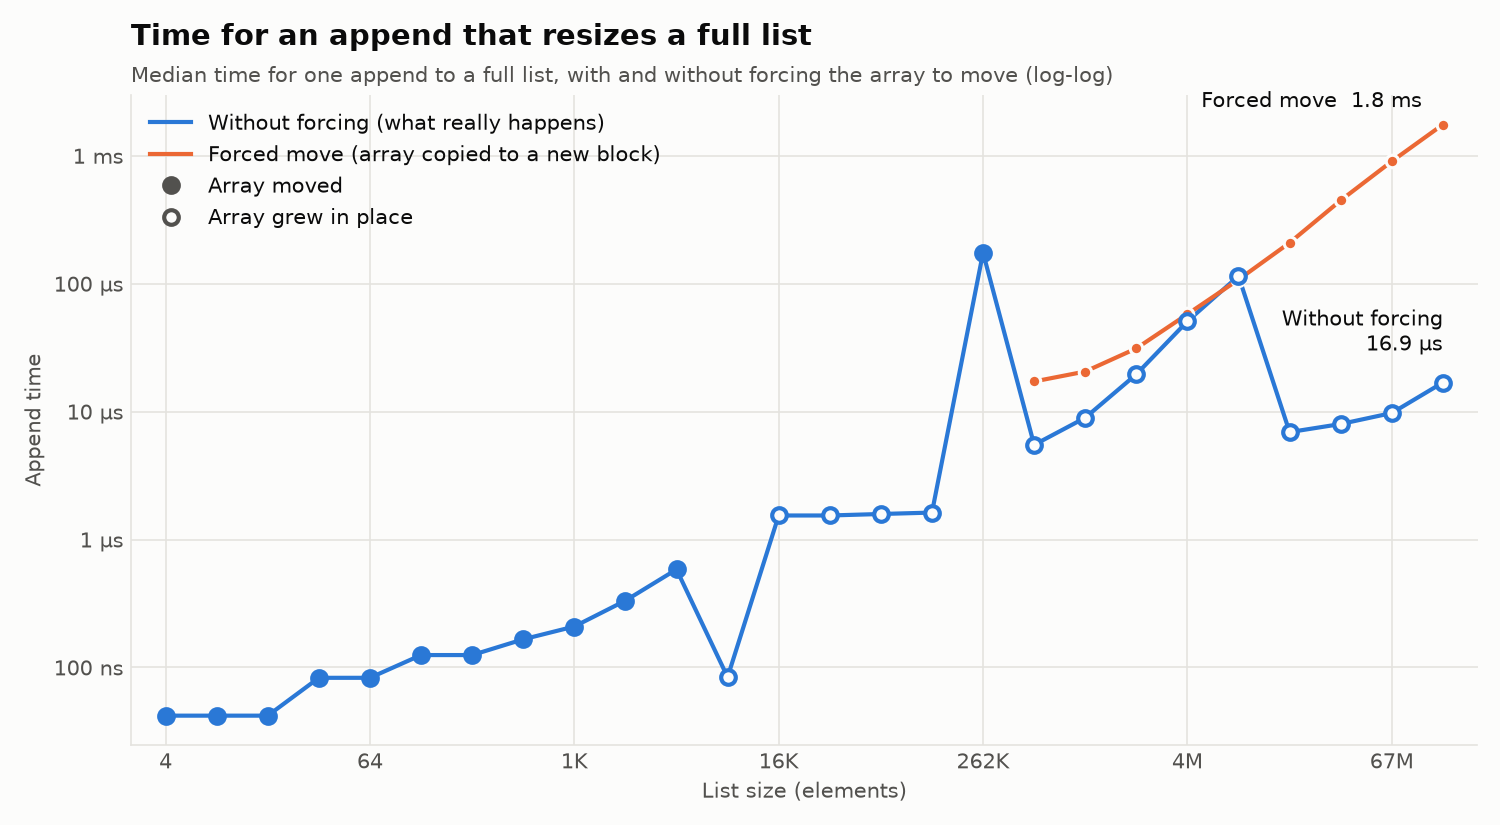 Time for an append that resizes a full list
Median time for one append to a full list, with and without forcing the array to move (log-log)
Without forcing (what really happens)
Forced move (array copied to a new block)
Array moved
Array grew in place
Forced move 1.8 ms
Without forcing
16.9 µs
Append time
1 ms
100 µs
10 µs
1 µs
100 ns
4
64
1K
16K
262K
4M
67M
List size (elements)